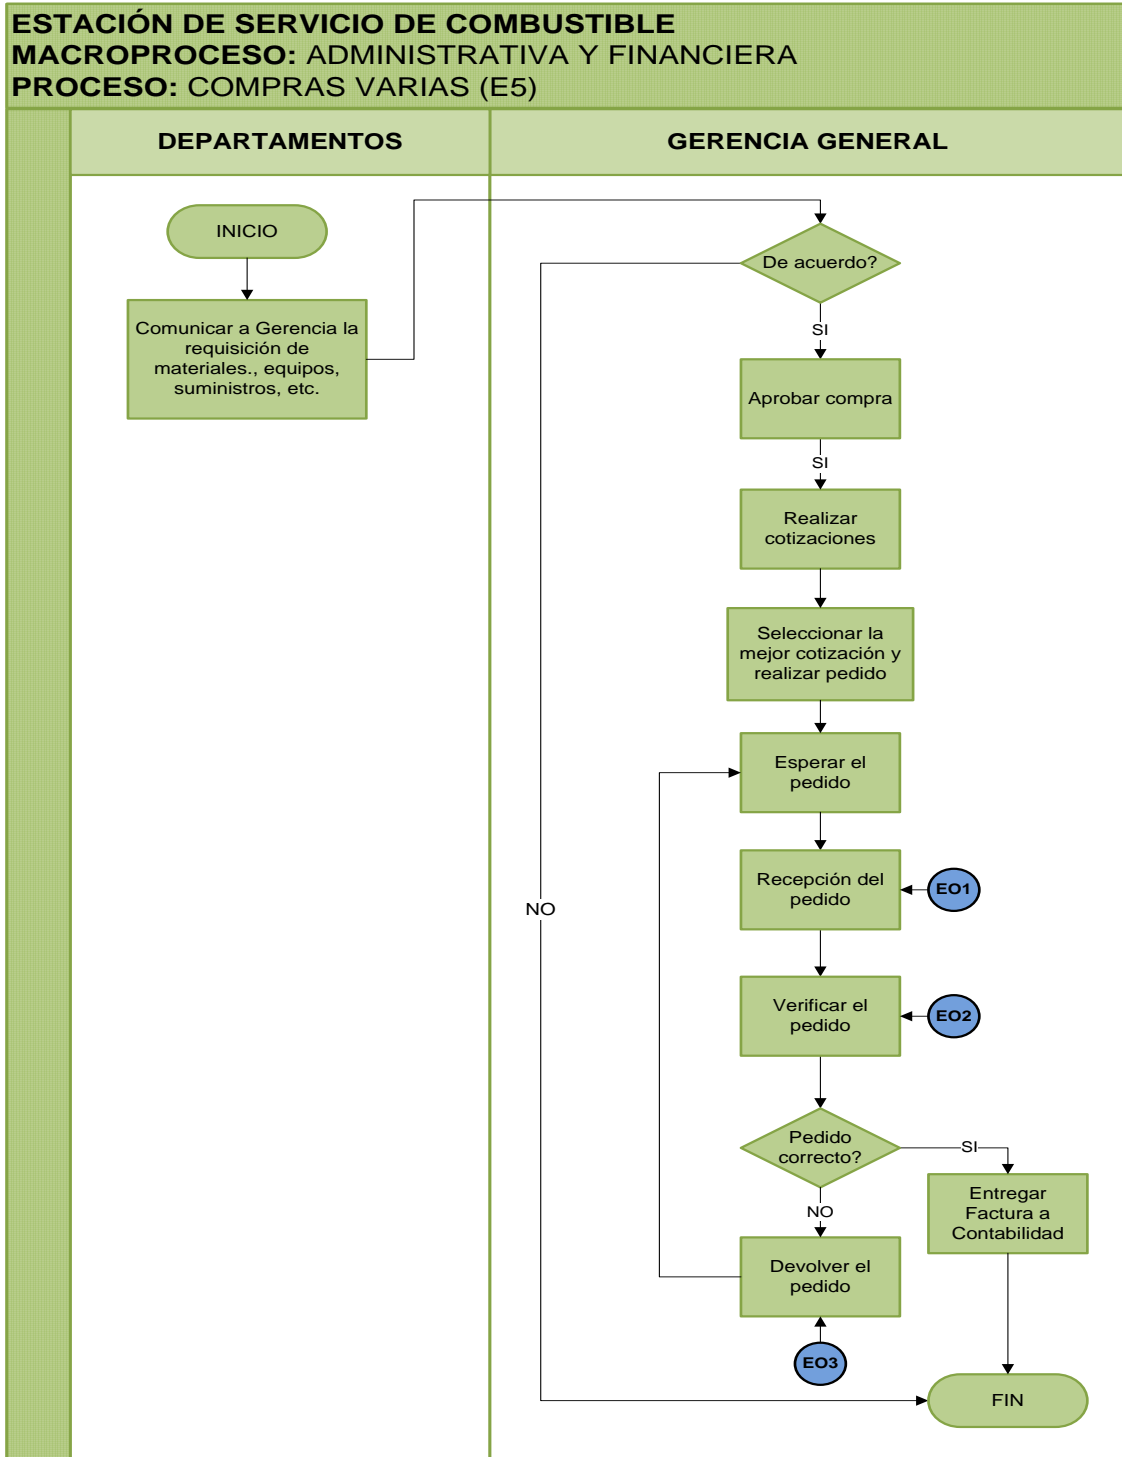 ESTACIÓN DE SERVICIO DE COMBUSTIBLE
MACROPROCESO: ADMINISTRATIVA Y FINANCIERA
PROCESO: COMPRAS VARIAS (E5)
DEPARTAMENTOS
GERENCIA GENERAL
INICIO
Comunicar a Gerencia la
requisición de
materiales., equipos,
suministros, etc.
De acuerdo?
SI
Aprobar compra
SI
Realizar
cotizaciones
Seleccionar la
mejor cotización y
realizar pedido
Esperar el
pedido
Recepción del
pedido
EO1
NO
Verificar el
pedido
EO2
Pedido
correcto?
SI
Entregar
Factura a
Contabilidad
NO
Devolver el
pedido
EO3
FIN